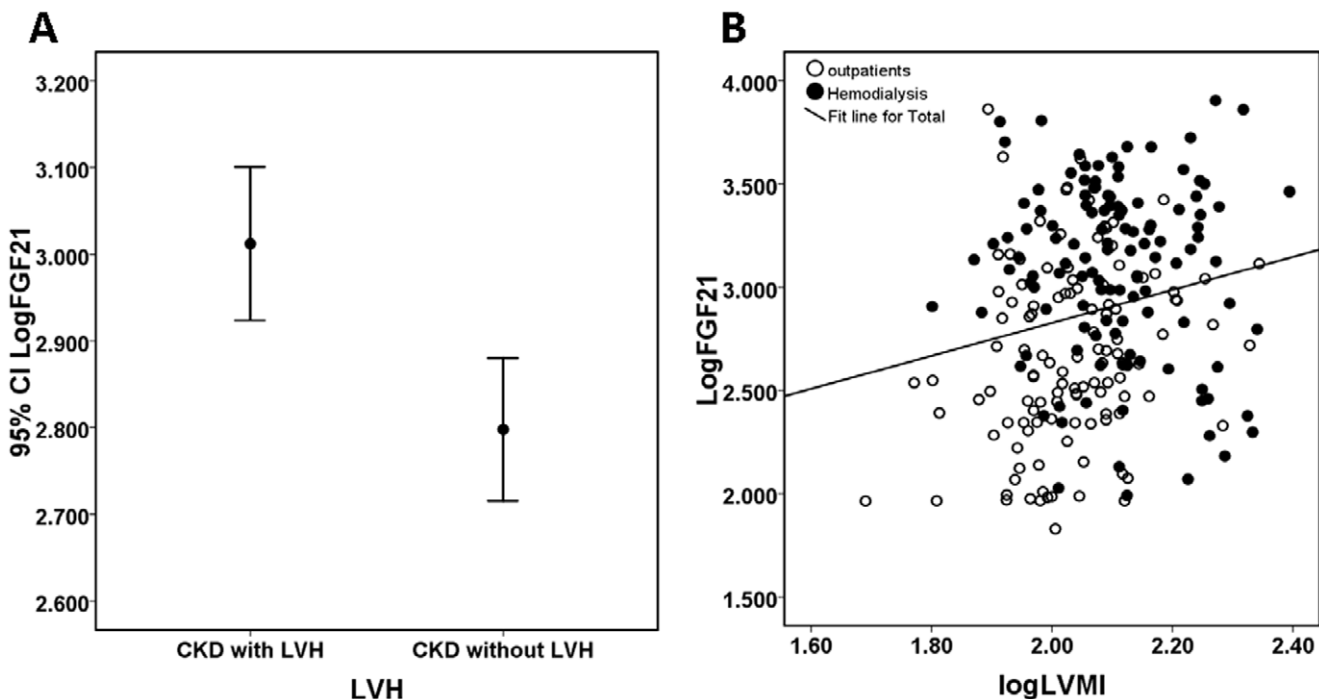 A
3.200
3.100
3.000
2.900
2.800
2.700
2.600
95% CI LogFGF21
CKD with LVH
CKD without LVH
LVH
B
outpatients
Hemodialysis
Fit line for Total
4.000
3.500
3.000
2.500
2.000
1.500
LogFGF21
1.60
1.80
2.00
2.20
2.40
logLVMI